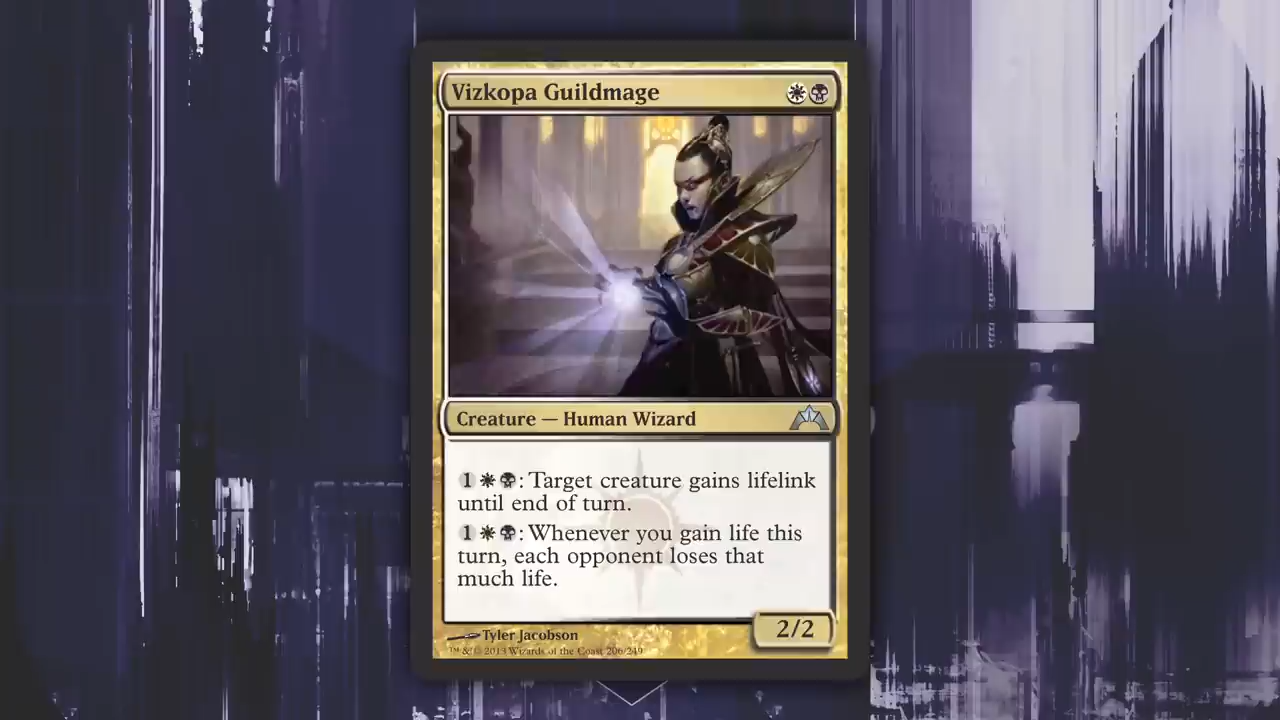 Vizkopa Guildmage
Creature — Human Wizard
1 : Target creature gains lifelink
until end of turn.
1 : Whenever you gain life this
turn, each opponent loses that
much life.
2/2
Tyler Jacobson
™ & © 2013 Wizards of the Coast 206/249